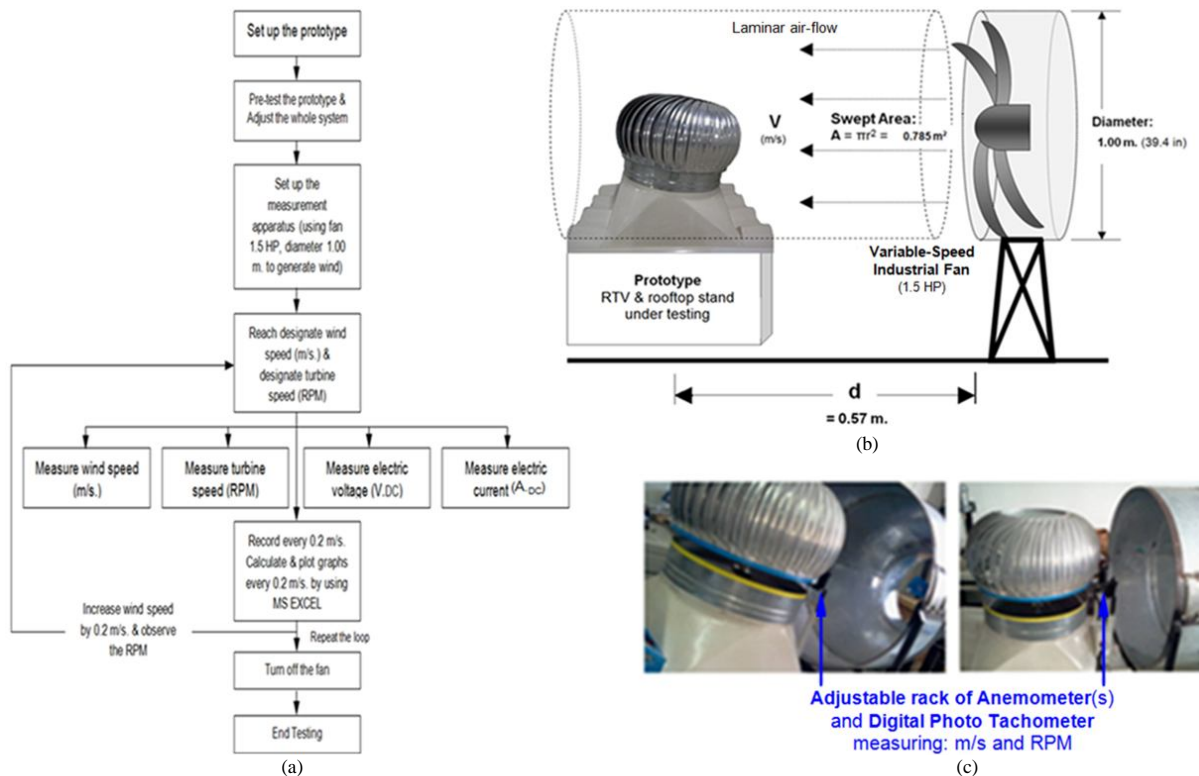 Set up the prototype
Pre-test the prototype &
Adjust the whole system
Set up the
measurement
apparatus (using fan
1.5 HP, diameter 1.00
m. to generate wind)
Reach designate wind
speed (m/s.) &
designate turbine
speed (RPM)
Measure wind speed
(m/s.)
Measure turbine
speed (RPM)
Measure electric
voltage (V.DC)
Measure electric
current (A.DC)
Record every 0.2 m/s.
Calculate & plot graphs
every 0.2 m/s. by using
MS EXCEL
Increase wind speed
by 0.2 m/s. & observe
the RPM
Repeat the loop
Turn off the fan
End Testing
(a)
Laminar air-flow
V
(m/s)
Swept Area:
A = πr² = 0.785 m²
Diameter:
1.00 m. (39.4 in)
Variable-Speed
Industrial Fan
(1.5 HP)
Prototype
RTV & rooftop stand
under testing
d
= 0.57 m.
(b)
Adjustable rack of Anemometer(s)
and Digital Photo Tachometer
measuring: m/s and RPM
(c)